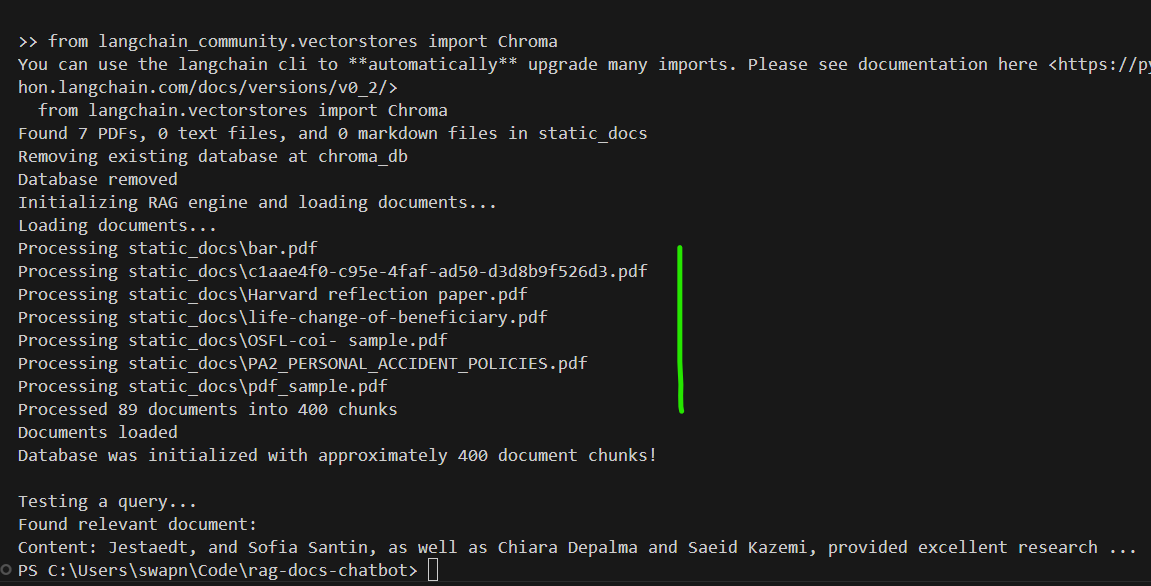 >> from langchain_community.vectorstores import Chroma
You can use the langchain cli to **automatically** upgrade many imports. Please see documentation here <https://py
hon.langchain.com/docs/versions/v0_2/>
  from langchain.vectorstores import Chroma
Found 7 PDFs, 0 text files, and 0 markdown files in static_docs
Removing existing database at chroma_db
Database removed
Initializing RAG engine and loading documents...
Loading documents...
Processing static_docs\bar.pdf
Processing static_docs\c1aae4f0-c95e-4faf-ad50-d3d8b9f526d3.pdf
Processing static_docs\Harvard reflection paper.pdf
Processing static_docs\life-change-of-beneficiary.pdf
Processing static_docs\OSFL-coi- sample.pdf
Processing static_docs\PA2_PERSONAL_ACCIDENT_POLICIES.pdf
Processing static_docs\pdf_sample.pdf
Processed 89 documents into 400 chunks
Documents loaded
Database was initialized with approximately 400 document chunks!

Testing a query...
Found relevant document:
Content: Jestaedt, and Sofia Santin, as well as Chiara Depalma and Saeid Kazemi, provided excellent research ...
PS C:\Users\swapn\Code\rag-docs-chatbot>